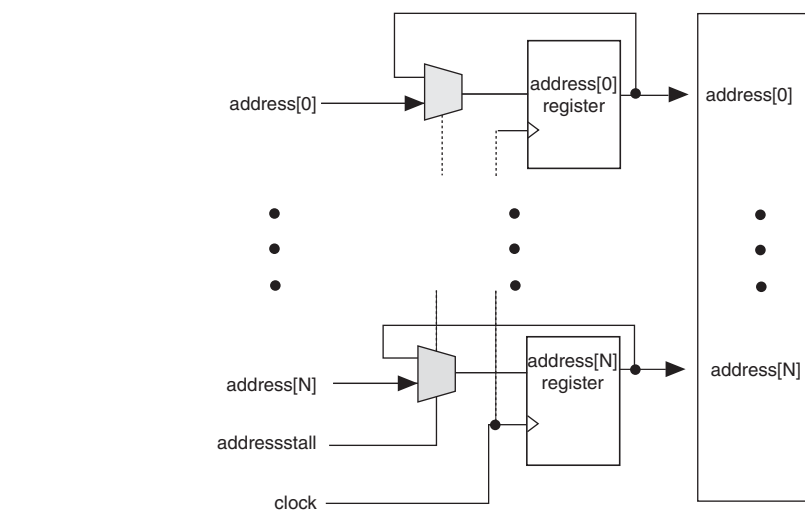 address[0]
address[0]
register
address[0]
address[N]
address[N]
register
address[N]
addressstall
clock